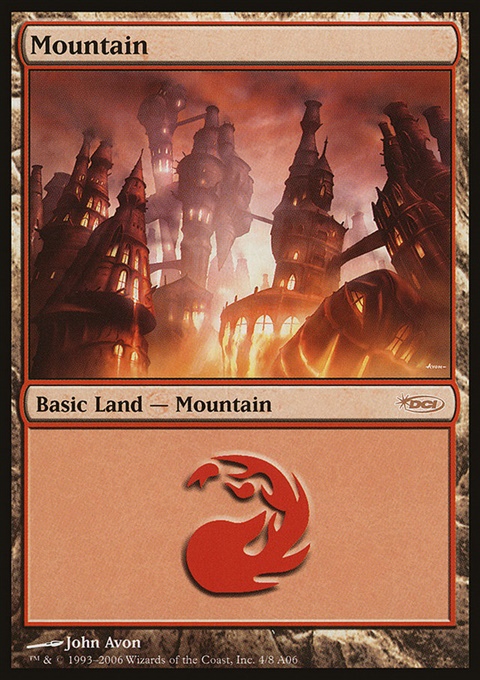 Mountain
Basic Land — Mountain
DCI
John Avon
™ & © 1993–2006 Wizards of the Coast, Inc. 4/8 A06